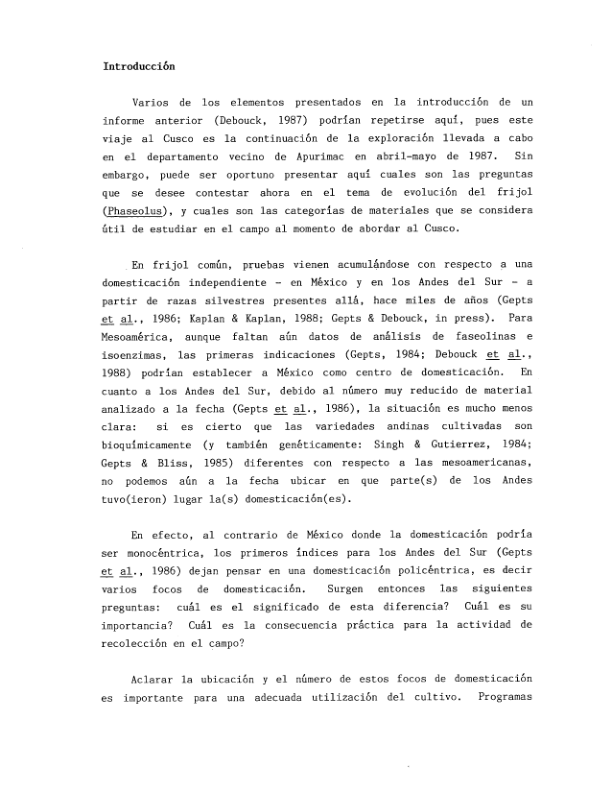 Introducción
Varios de los elementos presentados en la introducción de un
informe anterior (Debouck, 1987) podrían repetirse aquí, pues este
viaje al Cusco es la continuación de la exploración llevada a cabo
en el departamento vecino de Apurimac en abril-mayo de 1987. Sin
embargo, puede ser oportuno presentar aquí cuales son las preguntas
que se desee contestar ahora en el tema de evolución del frijol
(Phaseolus), y cuales son las categorías de materiales que se considera
útil de estudiar en el campo al momento de abordar al Cusco.
En frijol común, pruebas vienen acumulándose con respecto a una
domesticación independiente - en México y en los Andes del Sur - a
partir de razas silvestres presentes allá, hace miles de años (Gepts
et al., 1986; Kaplan & Kaplan, 1988; Gepts & Debouck, in press). Para
Mesoamérica, aunque faltan aún datos de análisis de faseolinas e
isoenzimas, las primeras indicaciones (Gepts, 1984; Debouck et al.,
1988) podrían establecer a México como centro de domesticación. En
cuanto a los Andes del Sur, debido al número muy reducido de material
analizado a la fecha (Gepts et al., 1986), la situación es mucho menos
clara: si es cierto que las variedades andinas cultivadas son
bioquímicamente (y también genéticamente: Singh & Gutierrez, 1984;
Gepts & Bliss, 1985) diferentes con respecto a las mesoamericanas,
no podemos aún a la fecha ubicar en que parte(s) de los Andes
tuvo(ieron) lugar la(s) domesticación(es).
En efecto, al contrario de México donde la domesticación podría
ser monocéntrica, los primeros índices para los Andes del Sur (Gepts
et al., 1986) dejan pensar en una domesticación policéntrica, es decir
varios focos de domesticación. Surgen entonces las siguientes
preguntas: cuál es el significado de esta diferencia? Cuál es su
importancia? Cuál es la consecuencia práctica para la actividad de
recolección en el campo?
Aclarar la ubicación y el número de estos focos de domesticación
es importante para una adecuada utilización del cultivo. Programas